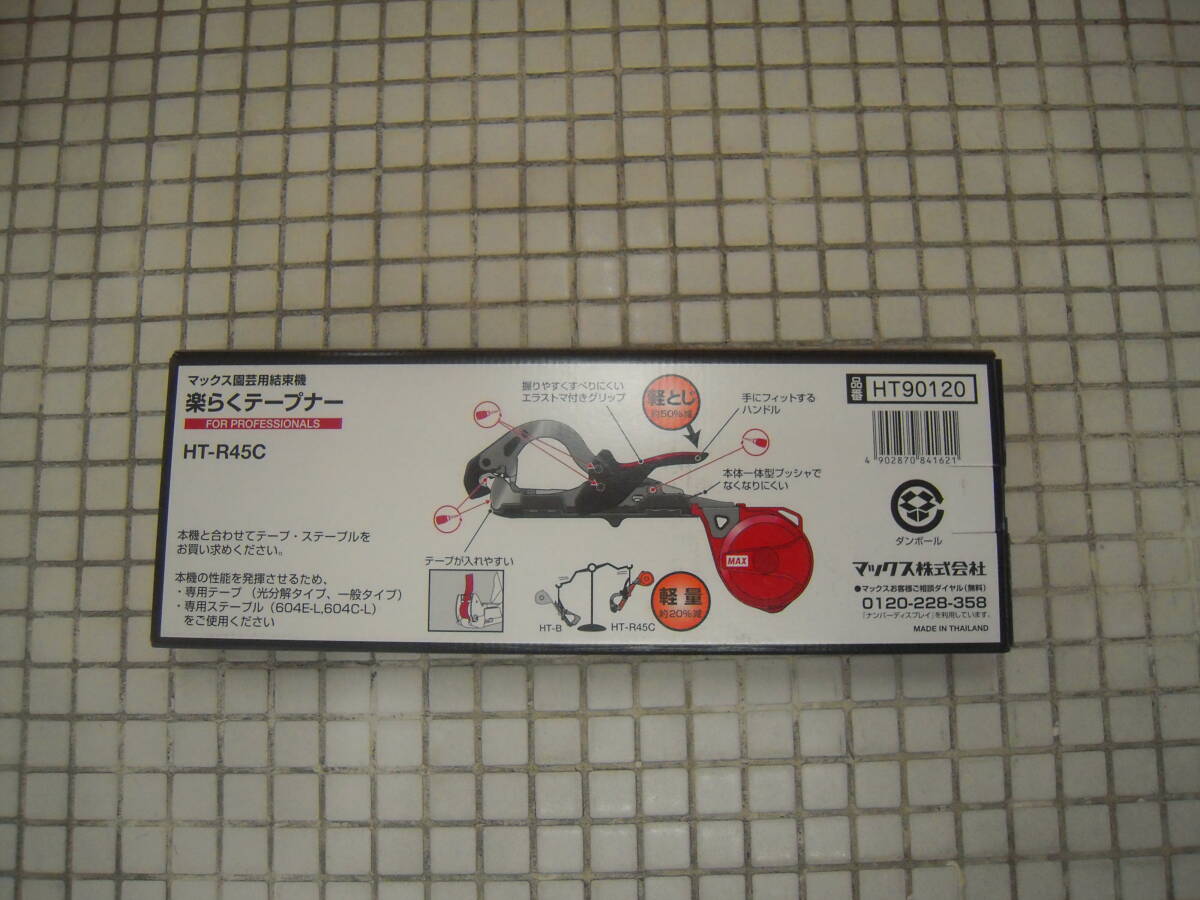 マックス園芸用結束機
楽らくテープナー
FOR PROFESSIONALS
HT-R45C
本機と合わせてテープ・ステープルを
お買い求めください。
本機の性能を発揮させるため、
・専用テープ（光分解タイプ、一般タイプ）
・専用ステープル（604E-L,604C-L）
をご使用ください
握りやすくすべりにくい
エラストマ付きグリップ
軽とじ
約50%減
手にフィットする
ハンドル
本体一体型プッシャで
なくなりにくい
テープが入れやすい
MAX
HT-B
HT-R45C
軽量
約20%減
品番
HT90120
4 902870 841621
ダンボール
マックス株式会社
●マックスお客様ご相談ダイヤル(無料)
0120-228-358
「ナンバーディスプレイ」を利用しています。
MADE IN THAILAND